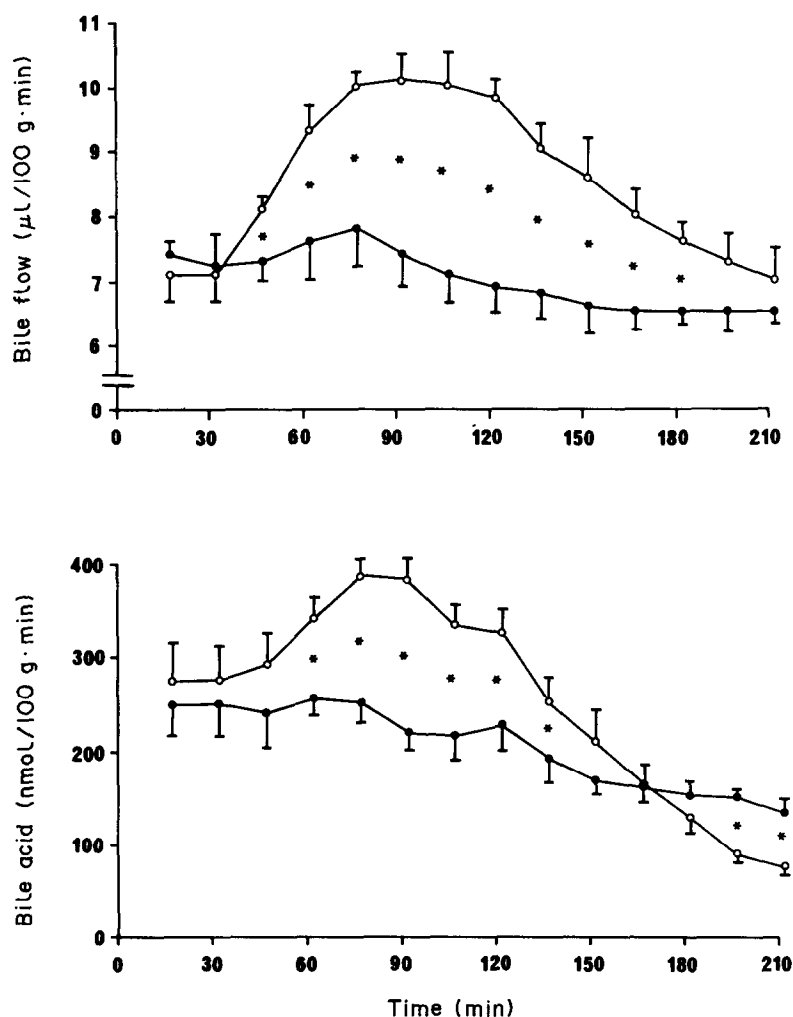 Bile flow (µl/100 g·min)
11
10
9
8
7
6
0
0 30 60 90 120 150 180 210
* * * * * * * * * *
Bile acid (nmol/100 g·min)
400
300
200
100
0
* * * * * * * *
0 30 60 90 120 150 180 210
Time (min)